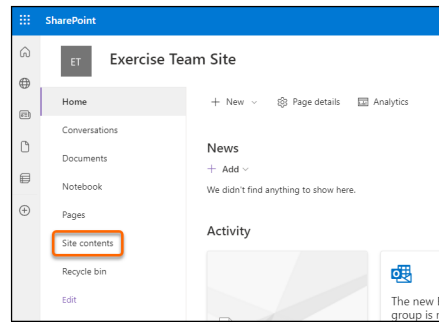 SharePoint
ET
Exercise Team Site
Home
Conversations
Documents
Notebook
Pages
Site contents
Recycle bin
Edit
+ New
Page details
Analytics
News
+ Add
We didn't find anything to show here.
Activity
The new
group is